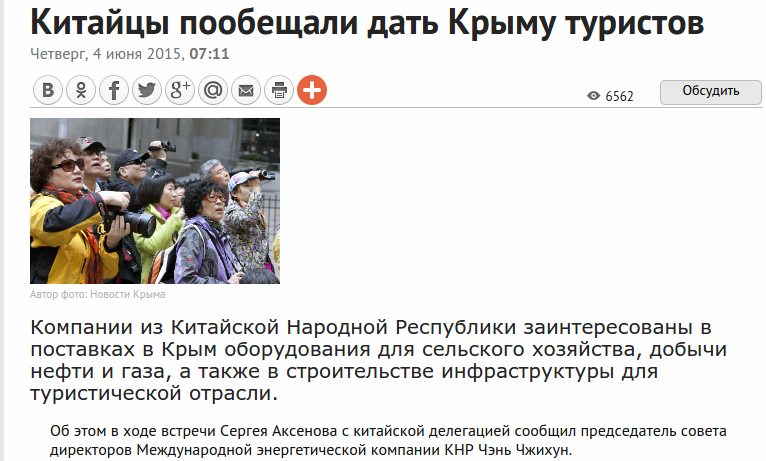 Китайцы пообещали дать Крыму туристов
Четверг, 4 июня 2015, 07:11
6562
Обсудить
Автор фото: Новости Крыма
Компании из Китайской Народной Республики заинтересованы в
поставках в Крым оборудования для сельского хозяйства, добычи
нефти и газа, а также в строительстве инфраструктуры для
туристической отрасли.
Об этом в ходе встречи Сергея Аксенова с китайской делегацией сообщил председатель совета
директоров Международной энергетической компании КНР Чэнь Чжихун.